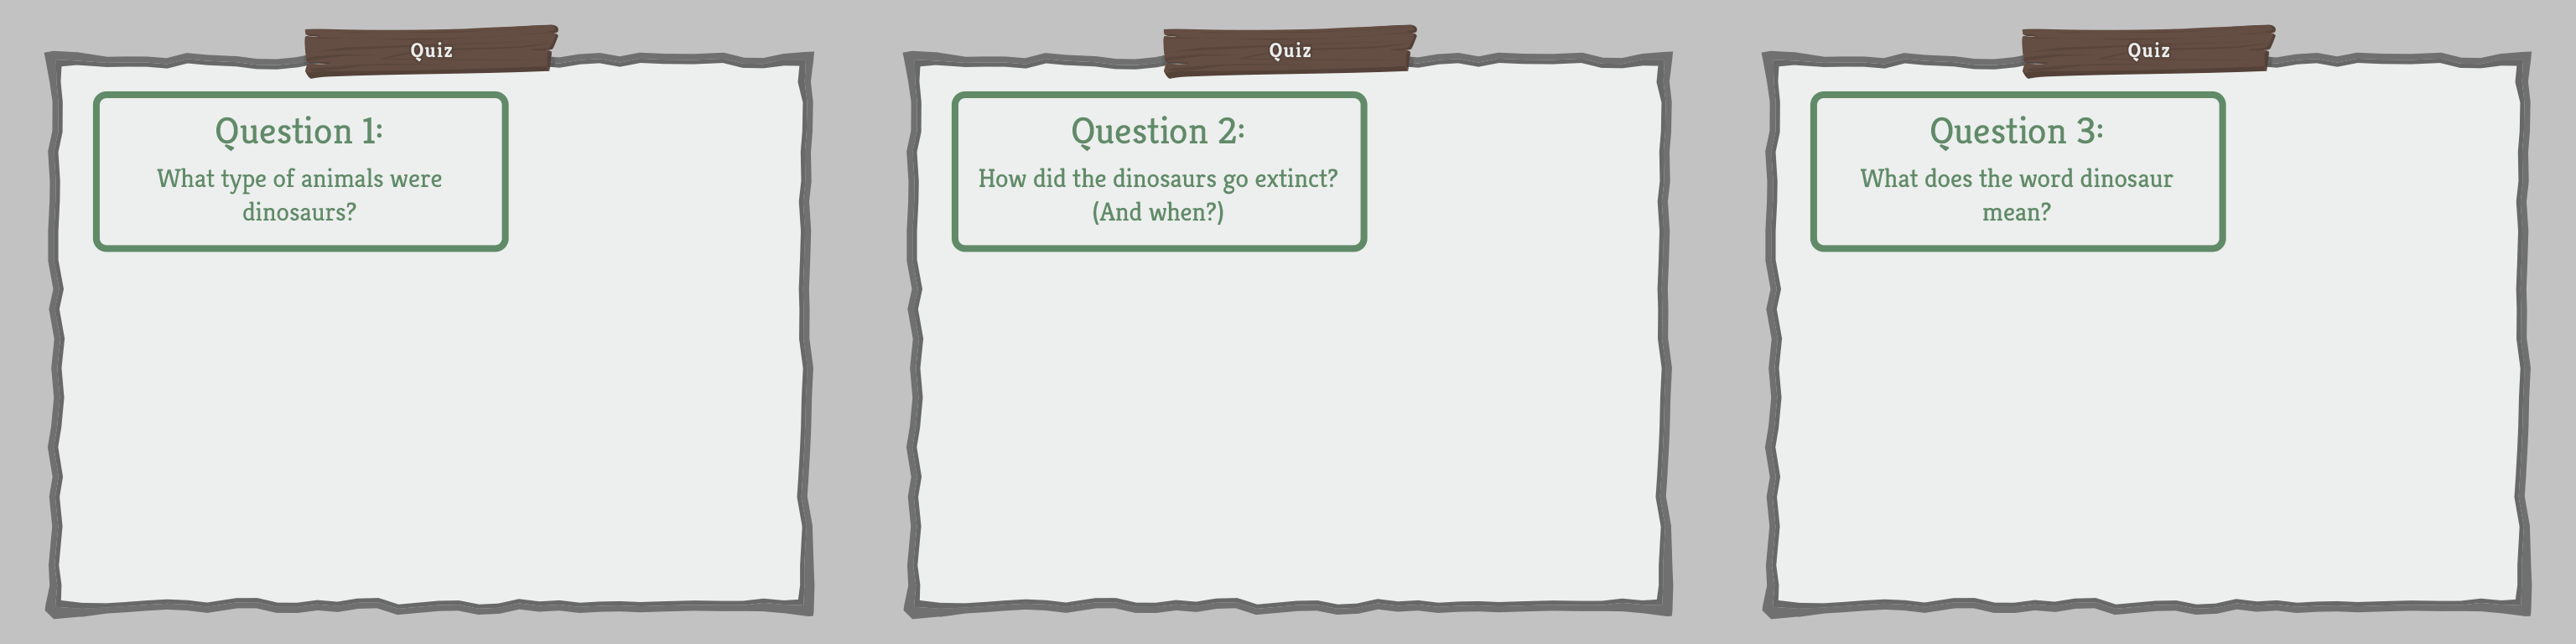 Quiz
Question 1:
What type of animals were
dinosaurs?
Quiz
Question 2:
How did the dinosaurs go extinct?
(And when?)
Quiz
Question 3:
What does the word dinosaur
mean?